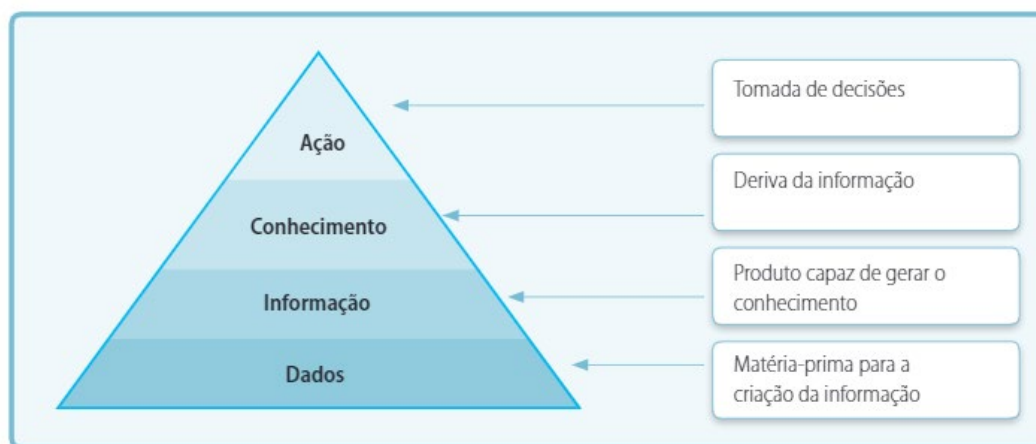 Ação
Tomada de decisões
Conhecimento
Deriva da informação
Informação
Produto capaz de gerar o
conhecimento
Dados
Matéria-prima para a
criação da informação